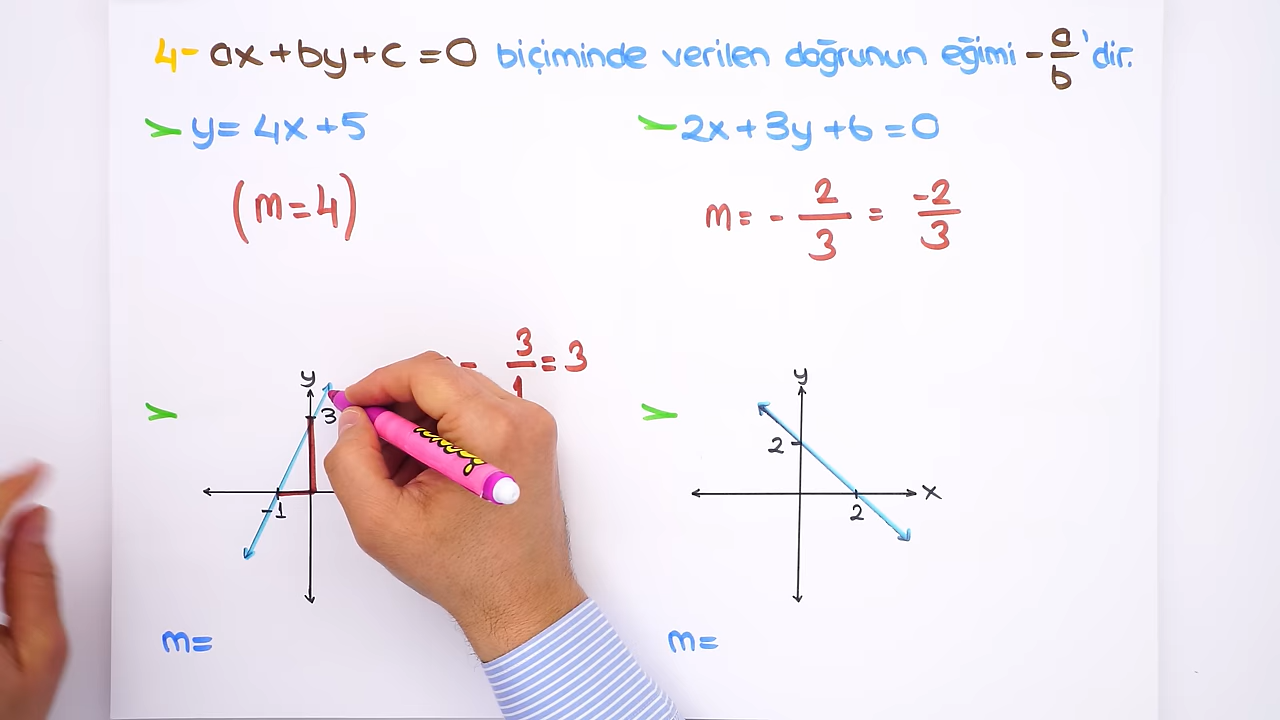 4- ax+by+c=0 biçiminde verilen doğrunun eğimi -a/b'dir.
➤ y=4x+5
(m=4)
➤ 2x+3y+6=0
m= - 2/3 = -2/3
= 3/1 = 3
➤
y
3
-1
m=
➤
y
2
x
2
m=